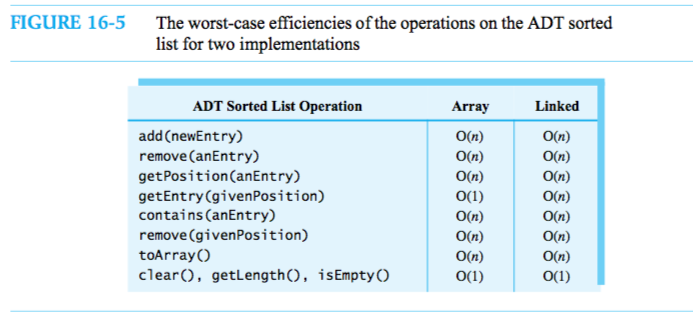 FIGURE 16-5 The worst-case efficiencies of the operations on the ADT sorted
list for two implementations
ADT Sorted List Operation Array Linked
add(newEntry) O(n) O(n)
remove(anEntry) O(n) O(n)
getPosition(anEntry) O(n) O(n)
getEntry(givenPosition) O(1) O(n)
contains(anEntry) O(n) O(n)
remove(givenPosition) O(n) O(n)
toArray() O(n) O(n)
clear(), getLength(), isEmpty() O(1) O(1)